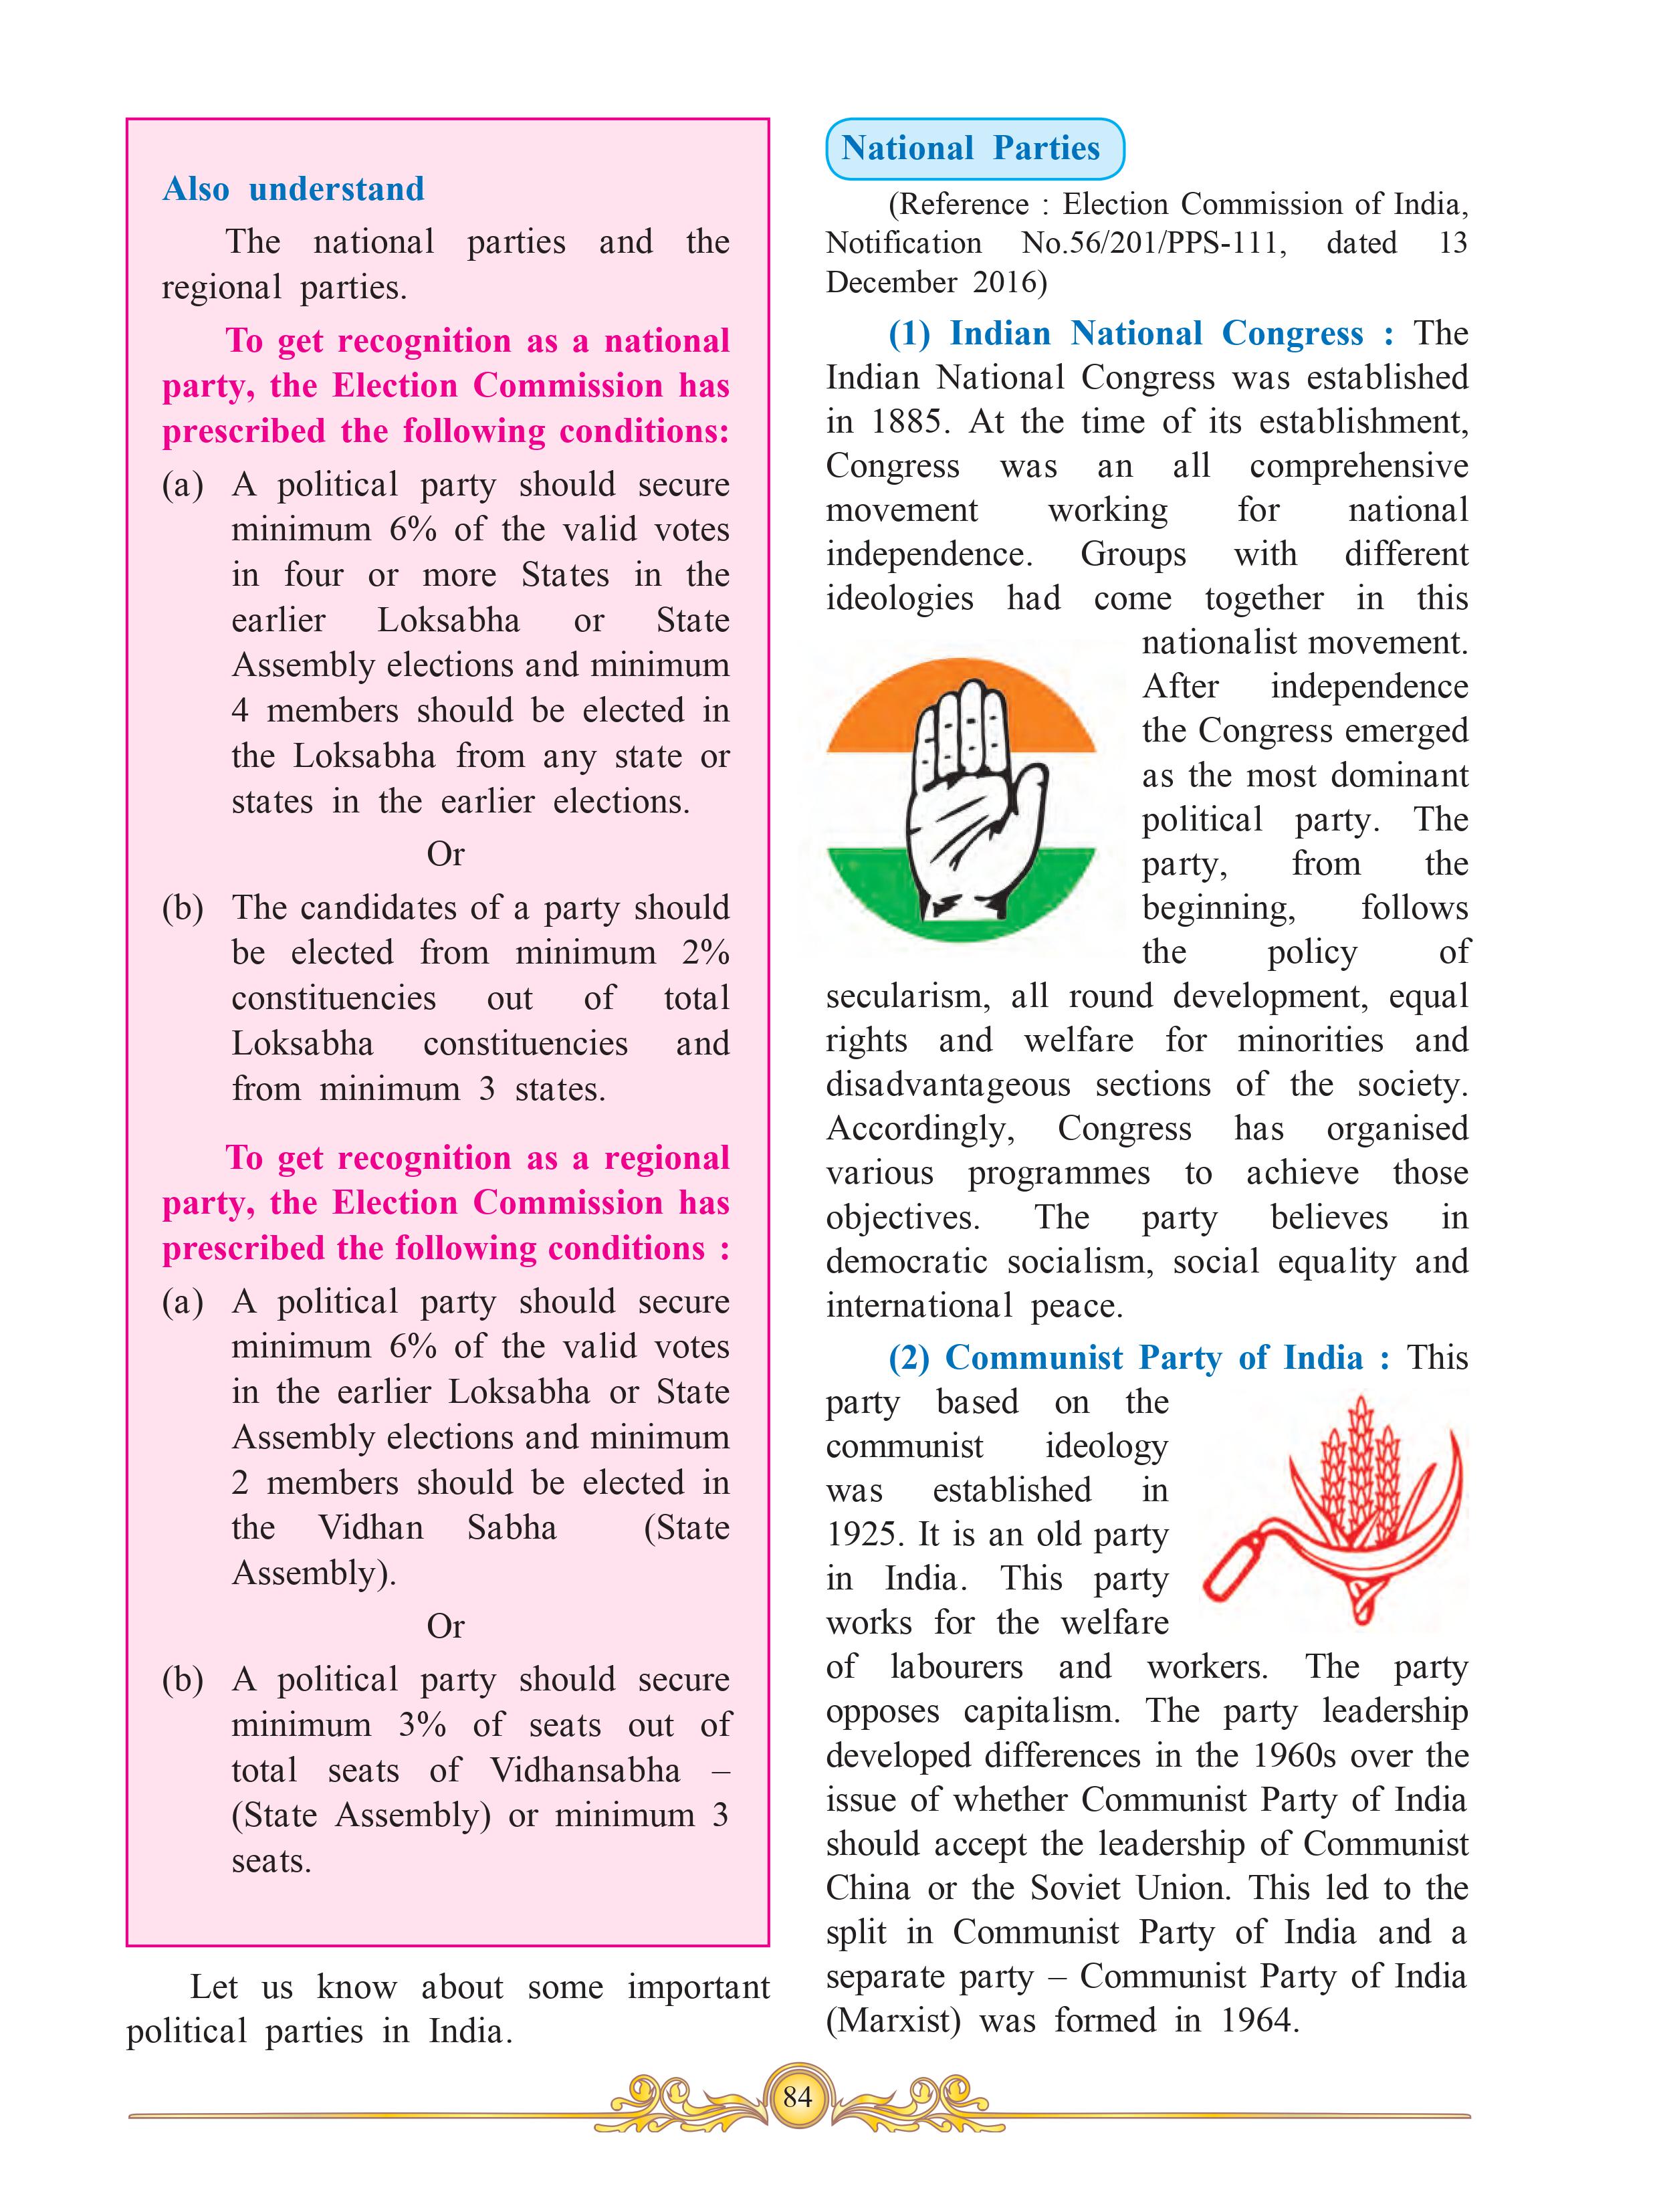 Also understand
The national parties and the
regional parties.
To get recognition as a national
party, the Election Commission has
prescribed the following conditions:
(a) A political party should secure
minimum 6% of the valid votes
in four or more States in the
earlier Loksabha or State
Assembly elections and minimum
4 members should be elected in
the Loksabha from any state or
states in the earlier elections.
Or
(b) The candidates of a party should
be elected from minimum 2%
constituencies out of total
Loksabha constituencies and
from minimum 3 states.
To get recognition as a regional
party, the Election Commission has
prescribed the following conditions :
(a) A political party should secure
minimum 6% of the valid votes
in the earlier Loksabha or State
Assembly elections and minimum
2 members should be elected in
the Vidhan Sabha (State
Assembly).
Or
(b) A political party should secure
minimum 3% of seats out of
total seats of Vidhansabha –
(State Assembly) or minimum 3
seats.
Let us know about some important
political parties in India.
National Parties
(Reference : Election Commission of India,
Notification No.56/201/PPS-111, dated 13
December 2016)
(1) Indian National Congress : The
Indian National Congress was established
in 1885. At the time of its establishment,
Congress was an all comprehensive
movement working for national
independence. Groups with different
ideologies had come together in this
nationalist movement.
After independence
the Congress emerged
as the most dominant
political party. The
party, from the
beginning, follows
the policy of
secularism, all round development, equal
rights and welfare for minorities and
disadvantageous sections of the society.
Accordingly, Congress has organised
various programmes to achieve those
objectives. The party believes in
democratic socialism, social equality and
international peace.
(2) Communist Party of India : This
party based on the
communist ideology
was established in
1925. It is an old party
in India. This party
works for the welfare
of labourers and workers. The party
opposes capitalism. The party leadership
developed differences in the 1960s over the
issue of whether Communist Party of India
should accept the leadership of Communist
China or the Soviet Union. This led to the
split in Communist Party of India and a
separate party – Communist Party of India
(Marxist) was formed in 1964.
84